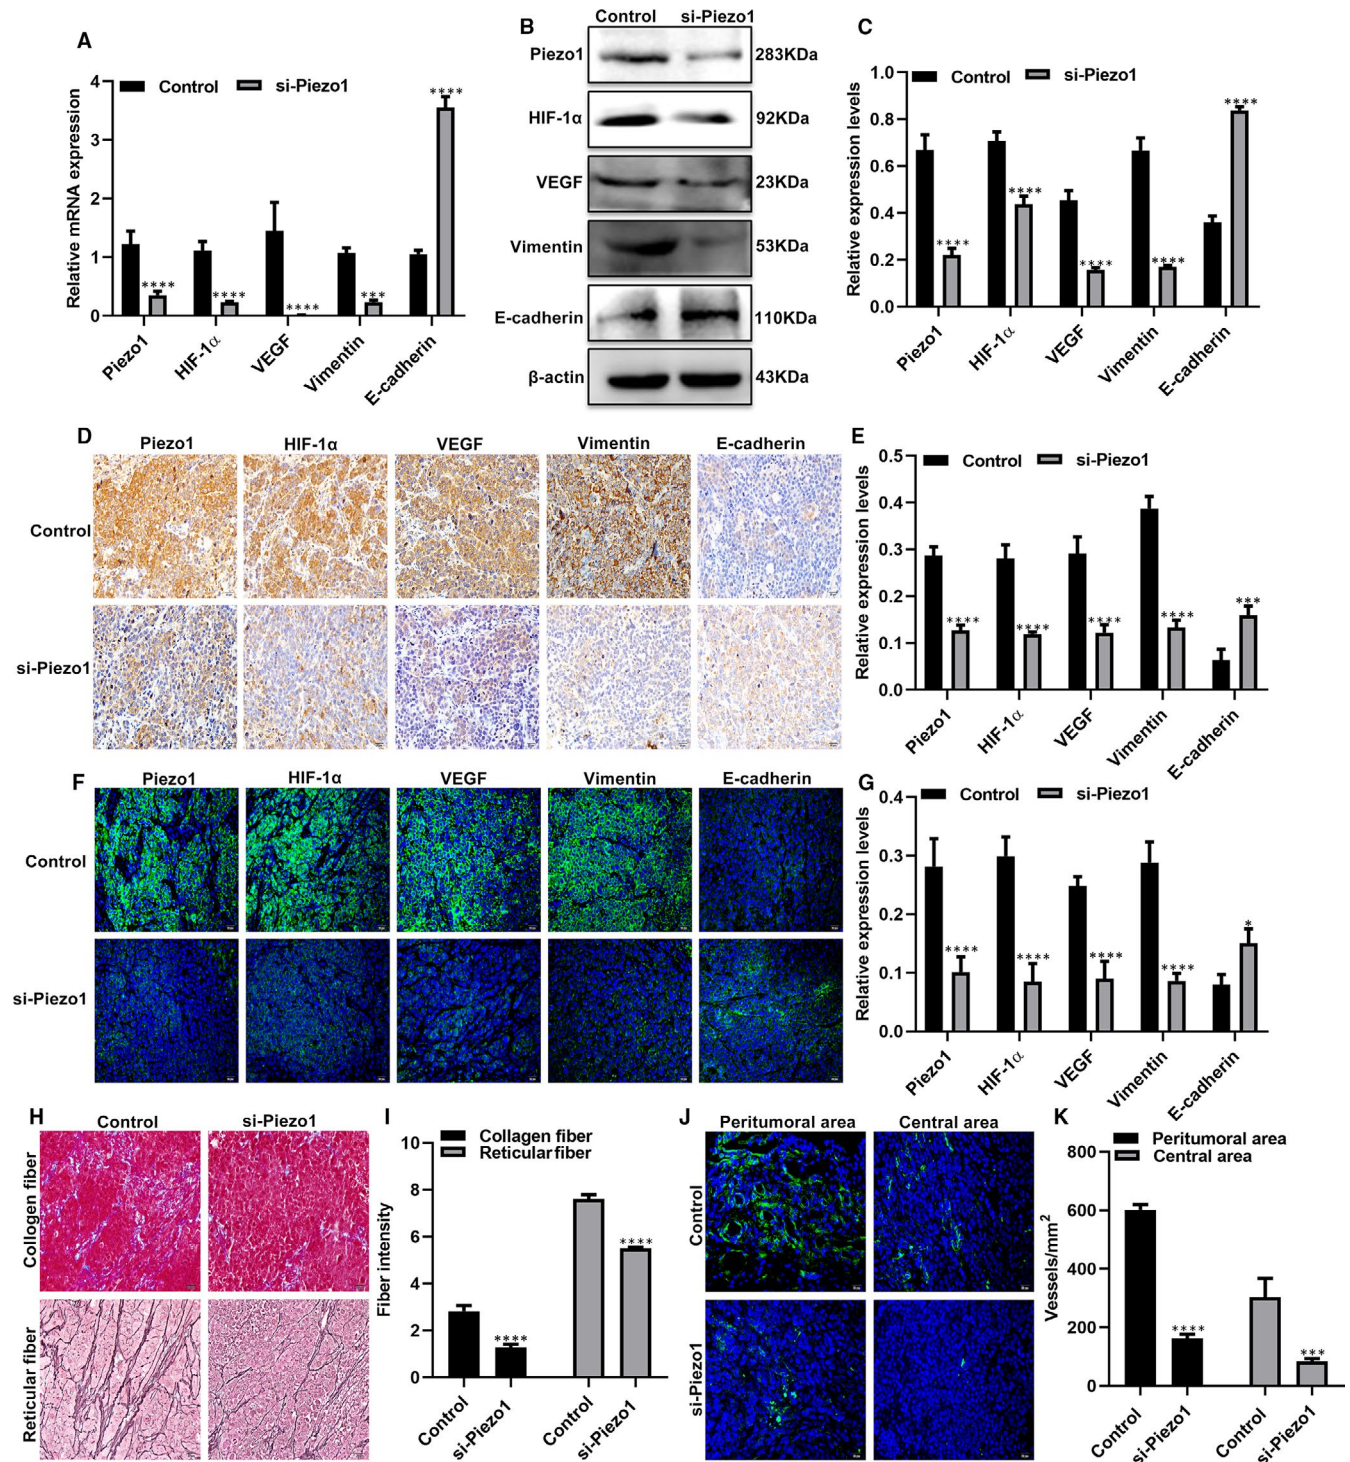 A
Control si-Piezo1
Relative mRNA expression
4
3
2
1
0
**** **** **** *** ****
Piezo1 HIF-1α VEGF Vimentin E-cadherin
B
Control si-Piezo1
Piezo1 283KDa
HIF-1α 92KDa
VEGF 23KDa
Vimentin 53KDa
E-cadherin 110KDa
β-actin 43KDa
C
Control si-Piezo1
Relative expression levels
1.0
0.8
0.6
0.4
0.2
0.0
**** **** **** **** ****
Piezo1 HIF-1α VEGF Vimentin E-cadherin
D
Piezo1 HIF-1α VEGF Vimentin E-cadherin
Control
si-Piezo1
E
Control si-Piezo1
Relative expression levels
0.5
0.4
0.3
0.2
0.1
0.0
**** **** **** **** ***
Piezo1 HIF-1α VEGF Vimentin E-cadherin
F
Piezo1 HIF-1α VEGF Vimentin E-cadherin
Control
si-Piezo1
G
Control si-Piezo1
Relative expression levels
0.4
0.3
0.2
0.1
0.0
**** **** **** **** *
Piezo1 HIF-1α VEGF Vimentin E-cadherin
H
Control si-Piezo1
Collagen fiber
Reticular fiber
I
Collagen fiber
Reticular fiber
Fiber intensity
10
8
6
4
2
0
**** ****
Control si-Piezo1 Control si-Piezo1
J
Peritumoral area Central area
Control
si-Piezo1
K
Peritumoral area
Central area
Vessels/mm²
800
600
400
200
0
**** ***
Control si-Piezo1 Control si-Piezo1